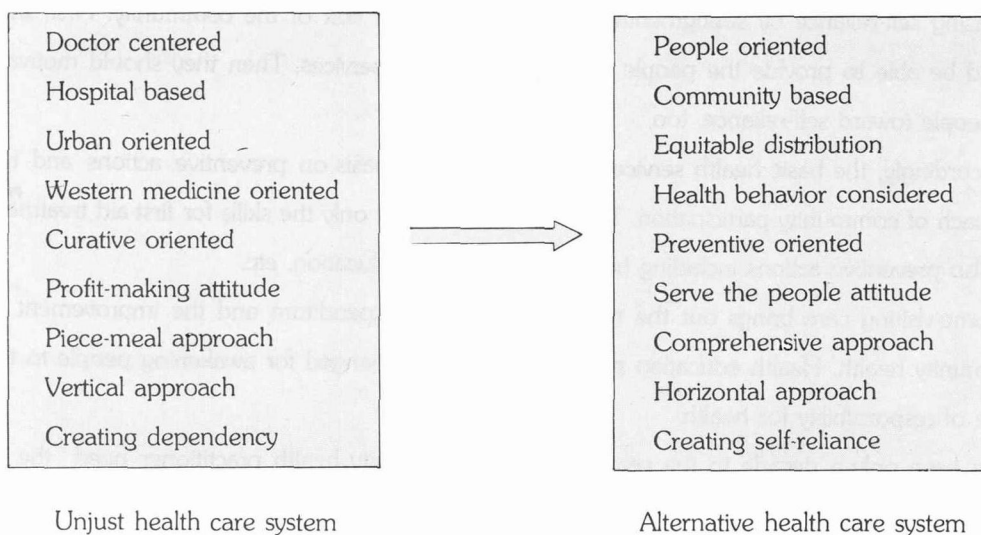 Doctor centered
Hospital based
Urban oriented
Western medicine oriented
Curative oriented
Profit-making attitude
Piece-meal approach
Vertical approach
Creating dependency
Unjust health care system
People oriented
Community based
Equitable distribution
Health behavior considered
Preventive oriented
Serve the people attitude
Comprehensive approach
Horizontal approach
Creating self-reliance
Alternative health care system